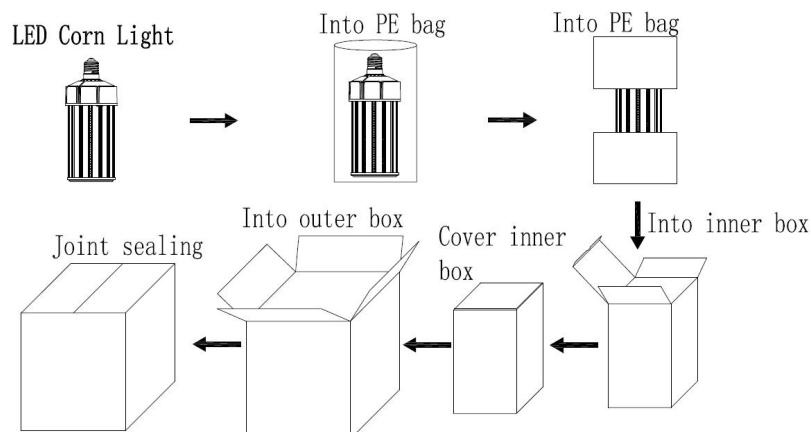 LED Corn Light
Into PE bag
Into PE bag
Into inner box
Cover inner
box
Into outer box
Joint sealing